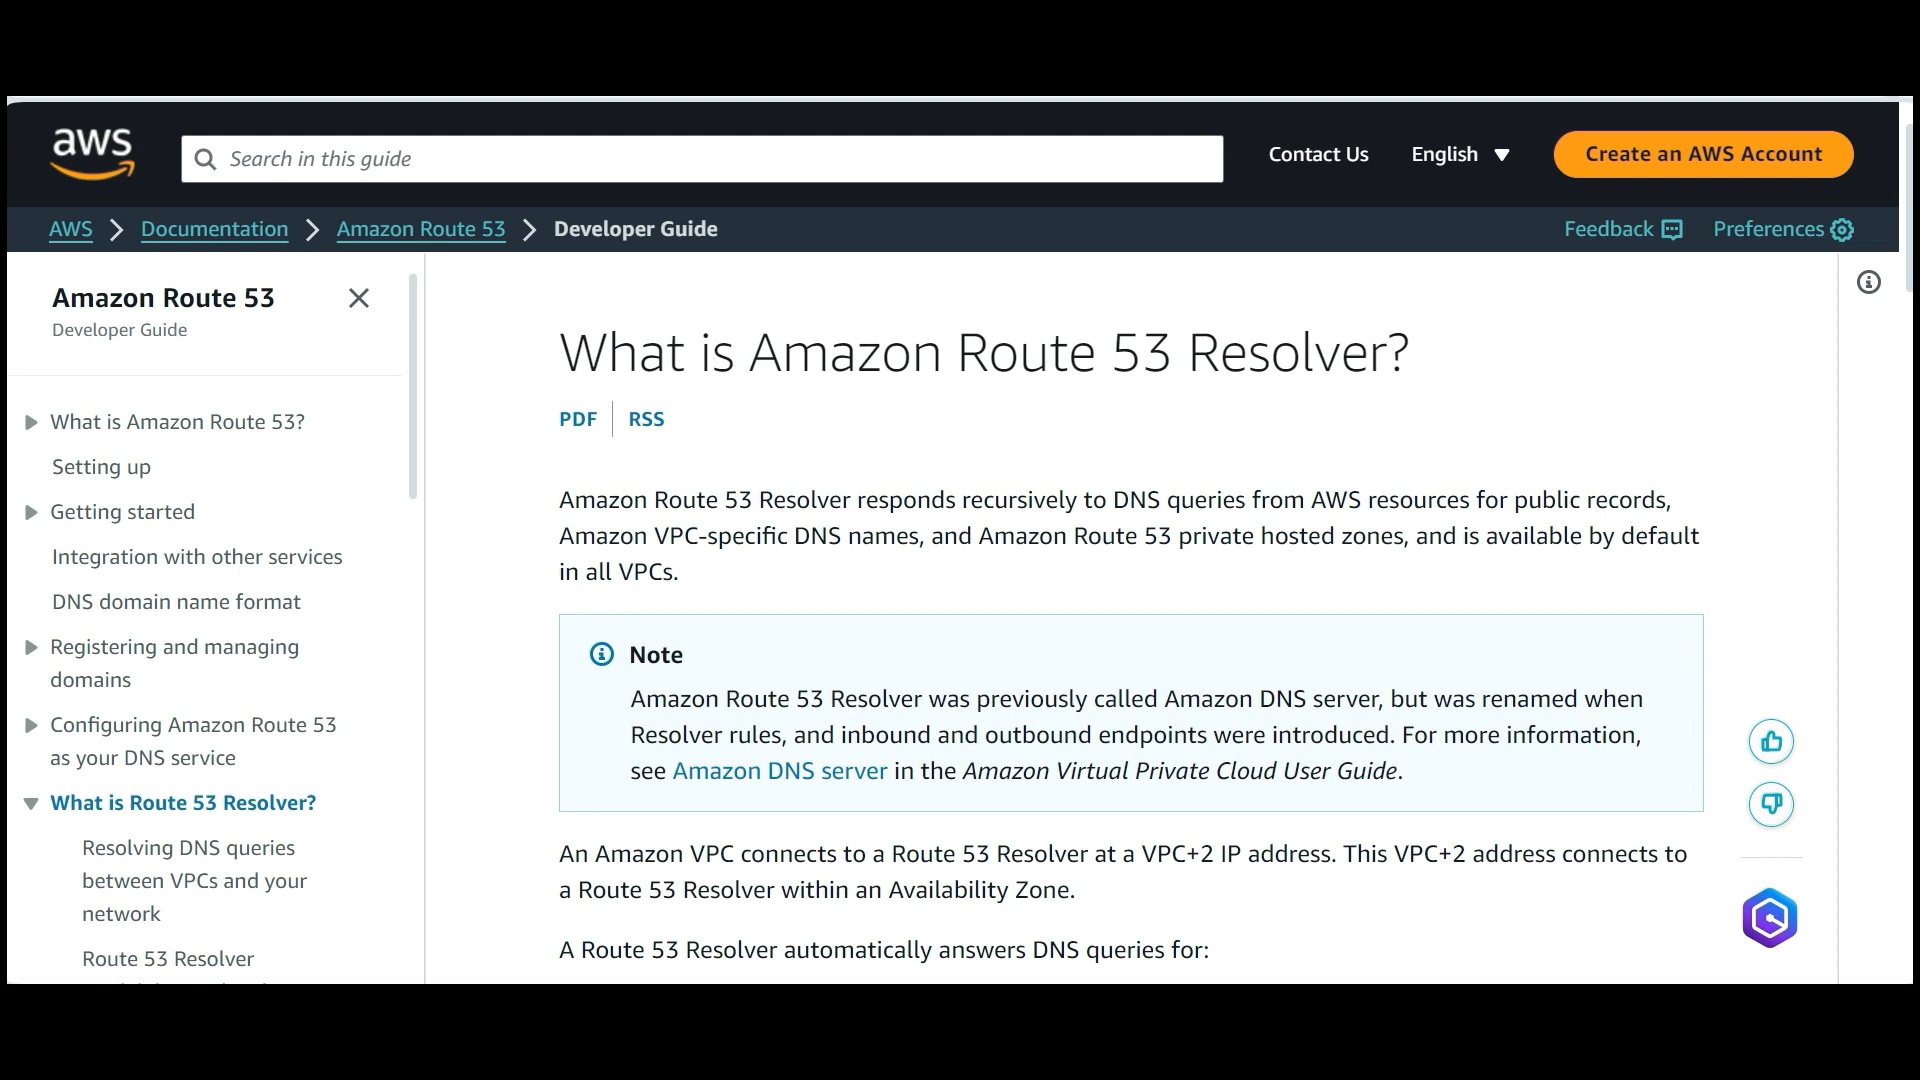 aws
Search in this guide
Contact Us
English
Create an AWS Account
AWS
Documentation
Amazon Route 53
Developer Guide
Feedback
Preferences
Amazon Route 53
Developer Guide
What is Amazon Route 53?
Setting up
Getting started
Integration with other services
DNS domain name format
Registering and managing
domains
Configuring Amazon Route 53
as your DNS service
What is Route 53 Resolver?
Resolving DNS queries
between VPCs and your
network
Route 53 Resolver
What is Amazon Route 53 Resolver?
PDF
RSS
Amazon Route 53 Resolver responds recursively to DNS queries from AWS resources for public records,
Amazon VPC-specific DNS names, and Amazon Route 53 private hosted zones, and is available by default
in all VPCs.
Note
Amazon Route 53 Resolver was previously called Amazon DNS server, but was renamed when
Resolver rules, and inbound and outbound endpoints were introduced. For more information,
see Amazon DNS server in the Amazon Virtual Private Cloud User Guide.
An Amazon VPC connects to a Route 53 Resolver at a VPC+2 IP address. This VPC+2 address connects to
a Route 53 Resolver within an Availability Zone.
A Route 53 Resolver automatically answers DNS queries for: